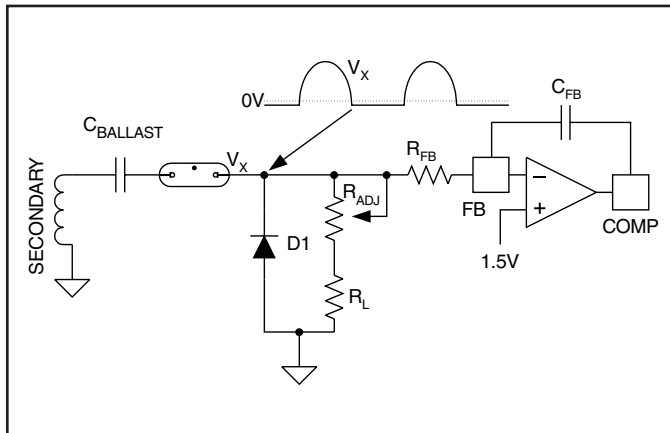 V_X
0V
C_BALLAST
C_FB
V_X
R_FB
SECONDARY
R_ADJ
FB
D1
COMP
1.5V
R_L